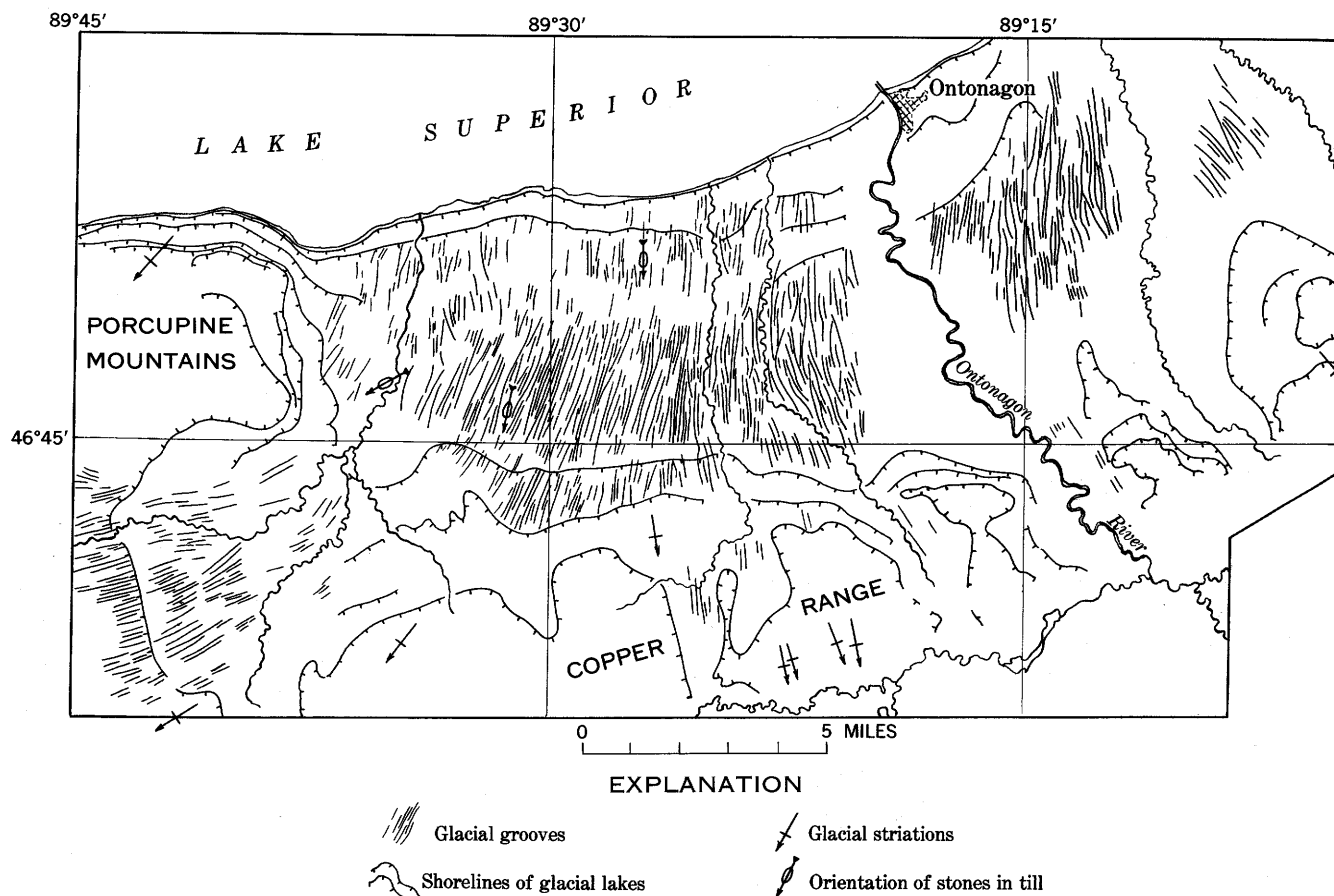 89°45′
89°30′
89°15′
Ontonagon
LAKE SUPERIOR
PORCUPINE
MOUNTAINS
46°45′
Ontonagon
River
RANGE
COPPER
0 5 MILES
EXPLANATION
Glacial grooves
Glacial striations
Shorelines of glacial lakes
Orientation of stones in till